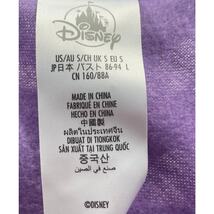 Disney
US/AU S/CH UK S EU S
JP日本 バスト 86-94 L
CN 160/88A
MADE IN CHINA
FABRIQUÉ EN CHINE
HECHO EN CHINA
中國製
ผลิตในประเทศจีน
DIBUAT DI TIONGKOK
SẢN XUẤT TẠI TRUNG QUỐC
중국산
صنع في الصين
©DISNEY